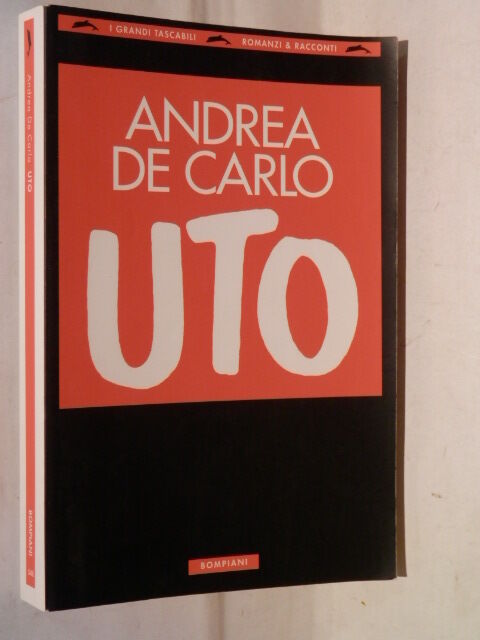 I GRANDI TASCABILI ROMANZI & RACCONTI
ANDREA
DE CARLO
UTO
BOMPIANI
Andrea De Carlo UTO
BOMPIANI